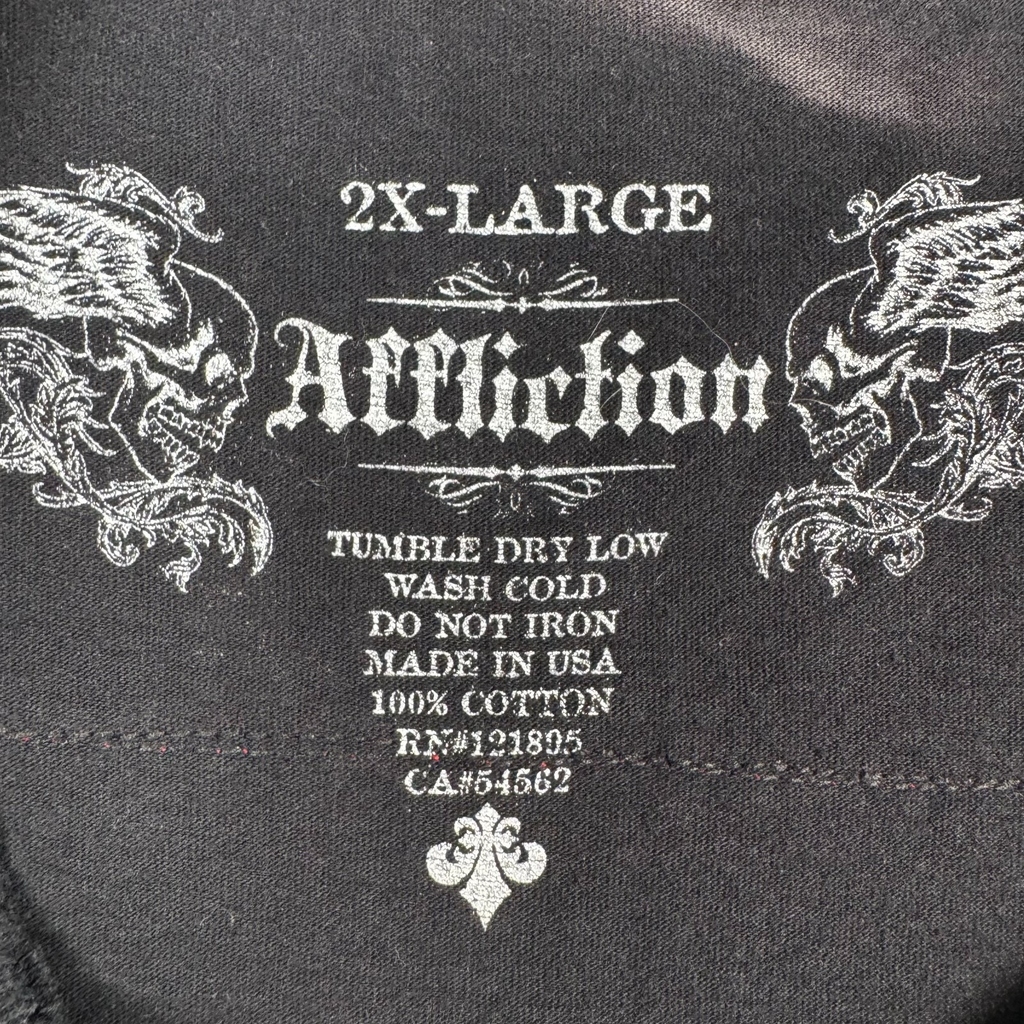 2X-LARGE
Affliction
TUMBLE DRY LOW
WASH COLD
DO NOT IRON
MADE IN USA
100% COTTON
RN#121895
CA#54562